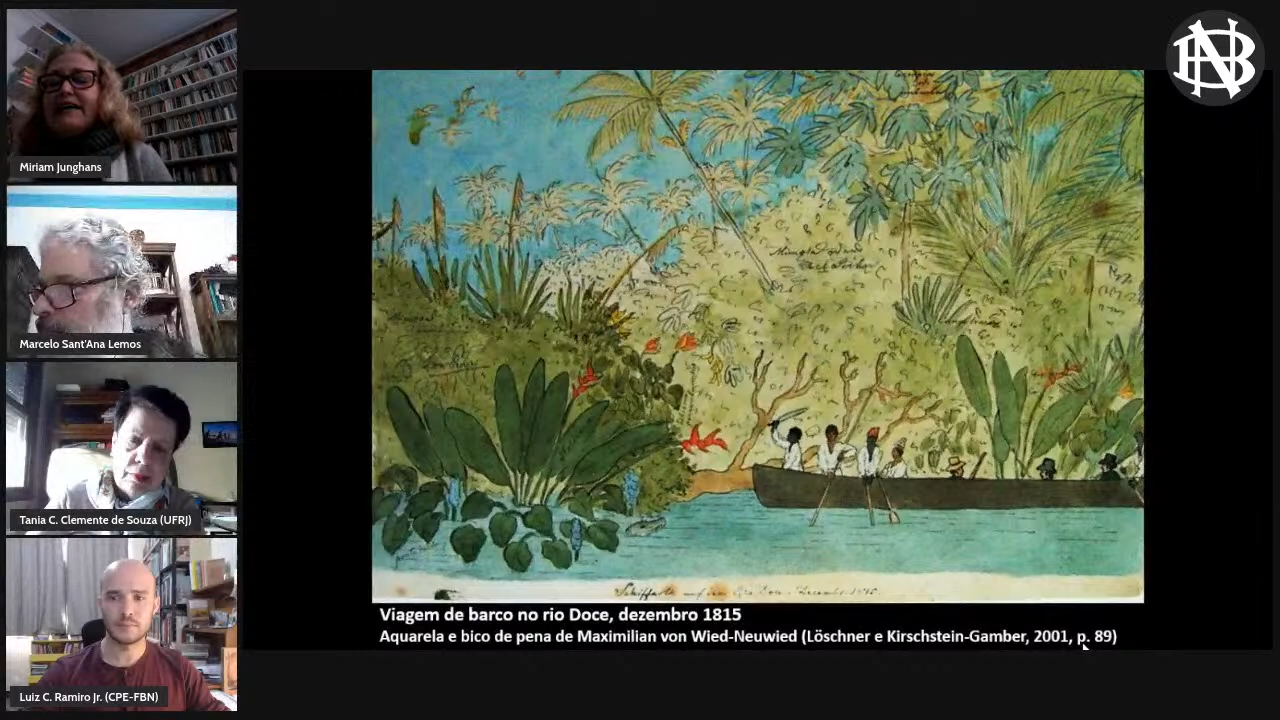 Miriam Junghans
Marcelo Sant'Ana Lemos
Tania C. Clemente de Souza (UFRJ)
Luiz C. Ramiro Jr. (CPE-FBN)
Viagem de barco no rio Doce, dezembro 1815
Aquarela e bico de pena de Maximilian von Wied-Neuwied (Löschner e Kirschstein-Gamber, 2001, p. 89)